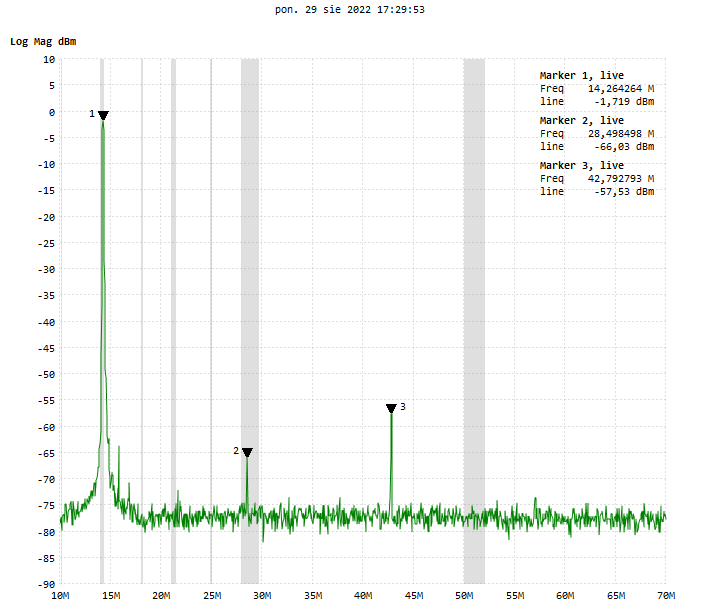 pon. 29 sie 2022 17:29:53
Log Mag dBm
10
5
0
-5
-10
-15
-20
-25
-30
-35
-40
-45
-50
-55
-60
-65
-70
-75
-80
-85
-90
1
2
3
Marker 1, live
Freq 14,264264 M
line -1,719 dBm
Marker 2, live
Freq 28,498498 M
line -66,03 dBm
Marker 3, live
Freq 42,792793 M
line -57,53 dBm
10M 15M 20M 25M 30M 35M 40M 45M 50M 55M 60M 65M 70M